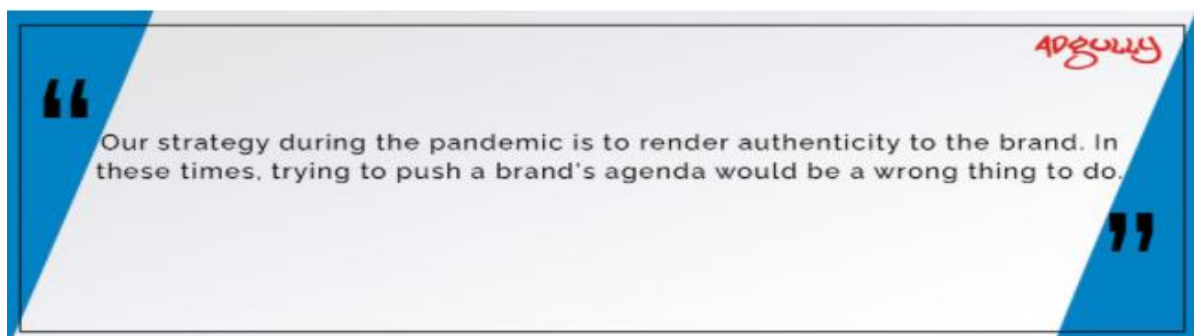 ADGULLY
“
Our strategy during the pandemic is to render authenticity to the brand. In
these times, trying to push a brand's agenda would be a wrong thing to do.
”